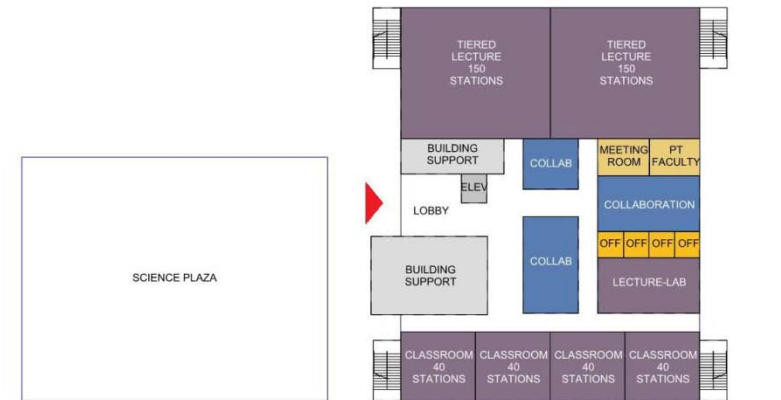 TIERED
LECTURE
150
STATIONS
TIERED
LECTURE
150
STATIONS
BUILDING
SUPPORT
COLLAB
MEETING
ROOM
PT
FACULTY
ELEV
LOBBY
COLLABORATION
OFF
OFF
OFF
OFF
SCIENCE PLAZA
BUILDING
SUPPORT
COLLAB
LECTURE-LAB
CLASSROOM
40
STATIONS
CLASSROOM
40
STATIONS
CLASSROOM
40
STATIONS
CLASSROOM
40
STATIONS